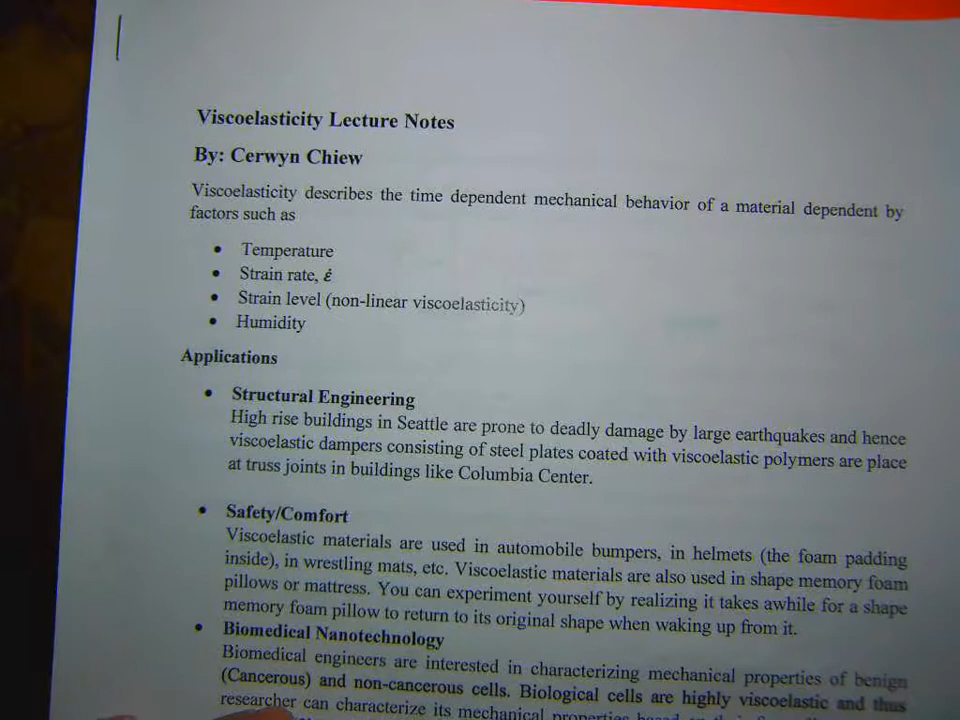 Viscoelasticity Lecture Notes
By: Cerwyn Chiew
Viscoelasticity describes the time dependent mechanical behavior of a material dependent by
factors such as
• Temperature
• Strain rate, ε̇
• Strain level (non-linear viscoelasticity)
• Humidity
Applications
• Structural Engineering
High rise buildings in Seattle are prone to deadly damage by large earthquakes and hence
viscoelastic dampers consisting of steel plates coated with viscoelastic polymers are place
at truss joints in buildings like Columbia Center.
• Safety/Comfort
Viscoelastic materials are used in automobile bumpers, in helmets (the foam padding
inside), in wrestling mats, etc. Viscoelastic materials are also used in shape memory foam
pillows or mattress. You can experiment yourself by realizing it takes awhile for a shape
memory foam pillow to return to its original shape when waking up from it.
• Biomedical Nanotechnology
Biomedical engineers are interested in characterizing mechanical properties of benign
(Cancerous) and non-cancerous cells. Biological cells are highly viscoelastic and thus
researcher can characterize its mechanical properties based on their